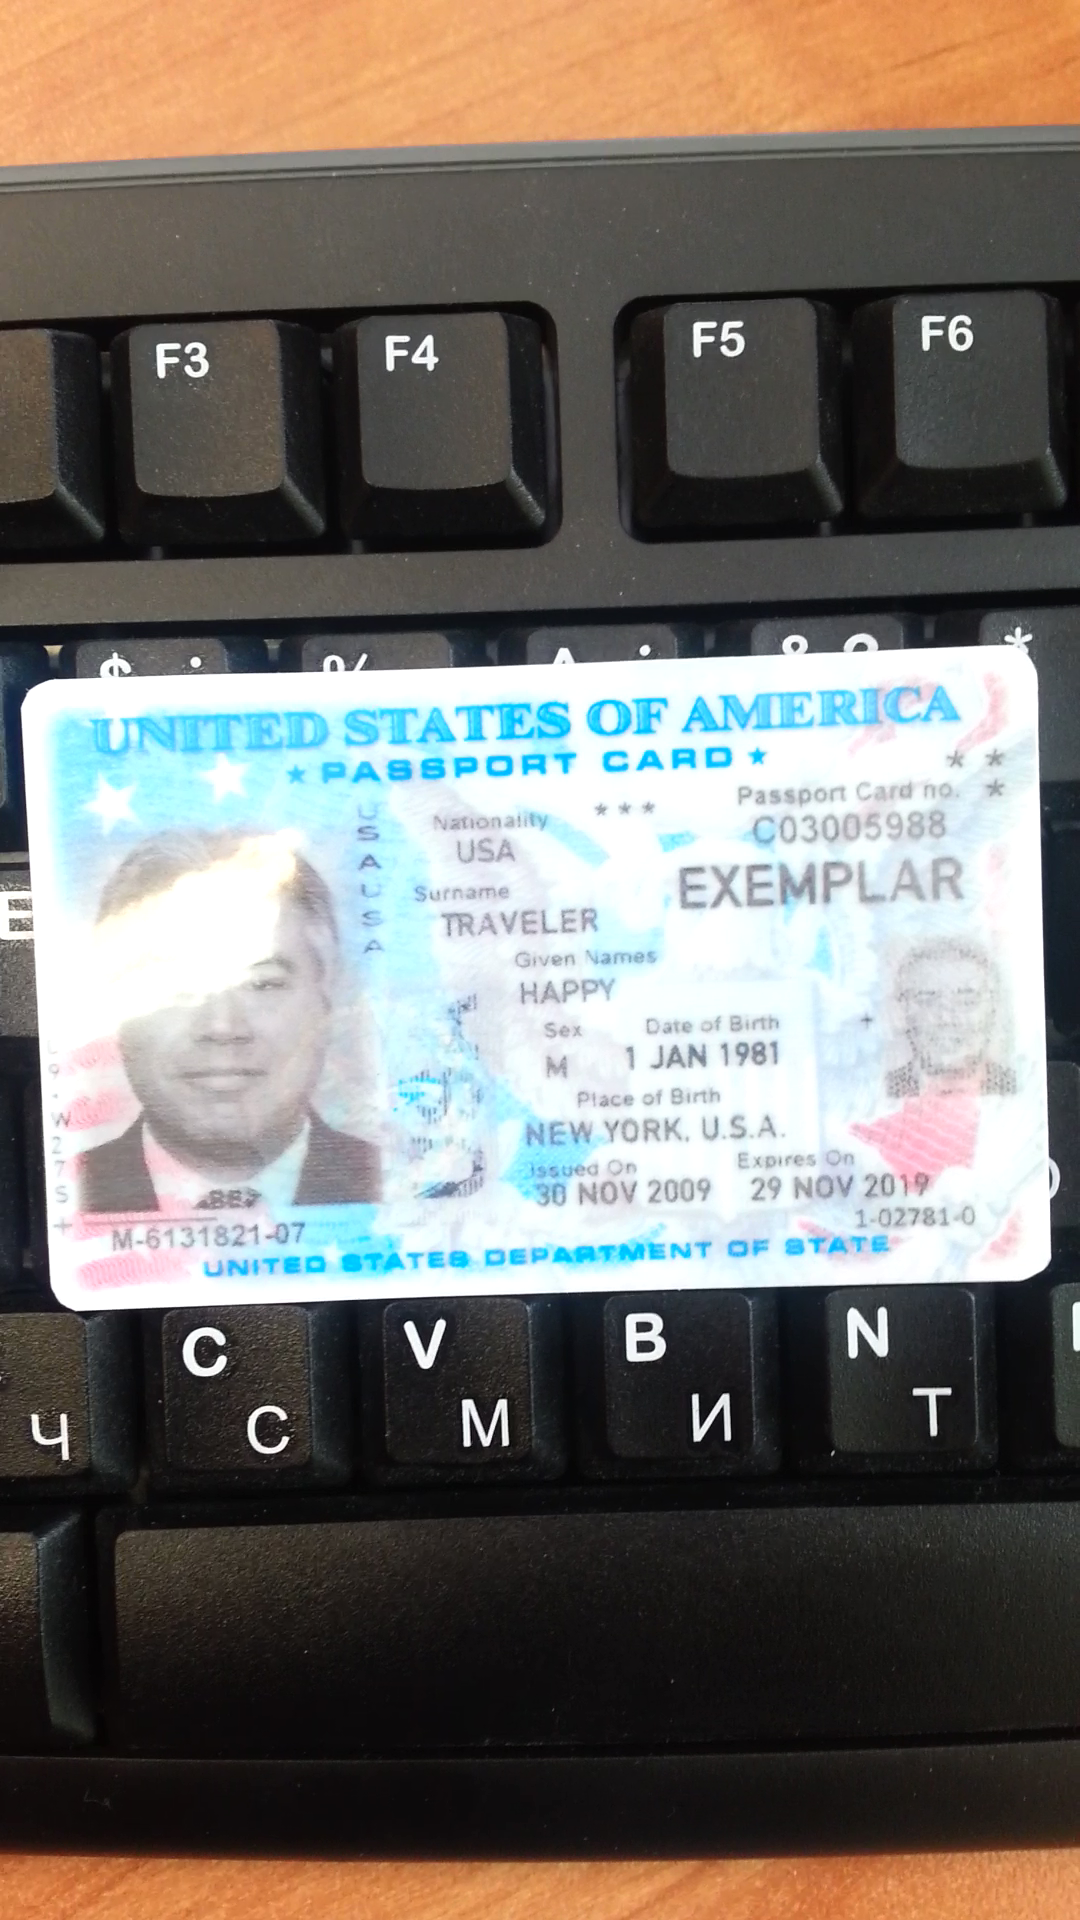 F3 F4 F5 F6
$ % ^ & *
UNITED STATES OF AMERICA
★ PASSPORT CARD ★
* *
Nationality * * * Passport Card no. *
USA C03005988
Surname EXEMPLAR
TRAVELER
Given Names
HAPPY
Sex Date of Birth
M 1 JAN 1981
Place of Birth
NEW YORK, U.S.A.
Issued On Expires On
30 NOV 2009 29 NOV 2019
M-6131821-07 1-02781-0
UNITED STATES DEPARTMENT OF STATE
USAUSA
E
C V B N
Ч С М И Т